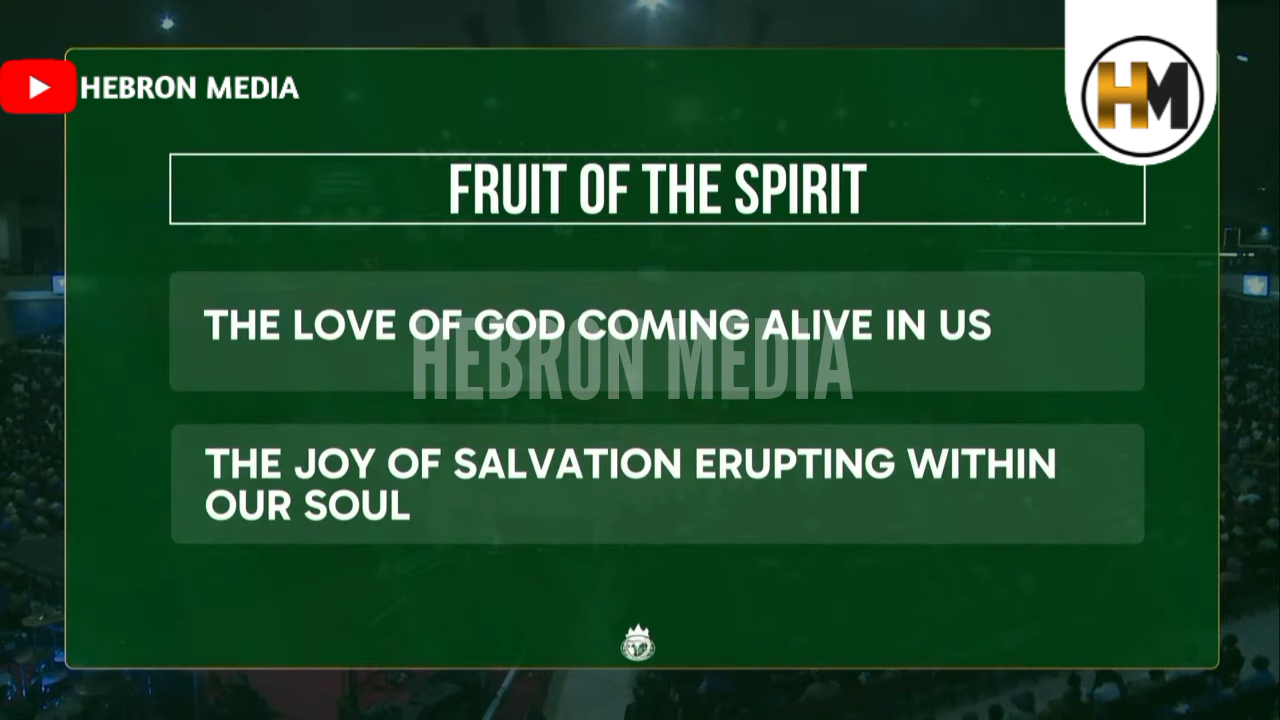 HEBRON MEDIA
HM
FRUIT OF THE SPIRIT
THE LOVE OF GOD COMING ALIVE IN US
HEBRON MEDIA
THE JOY OF SALVATION ERUPTING WITHIN
OUR SOUL